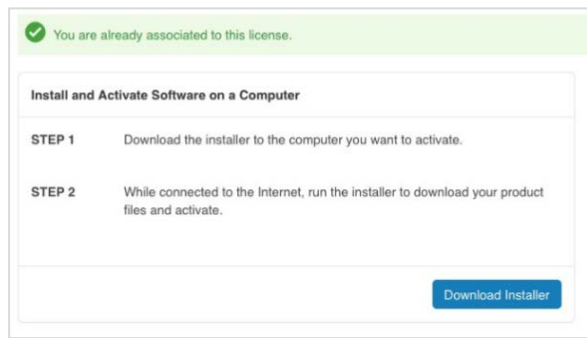 You are already associated to this license.
Install and Activate Software on a Computer
STEP 1 Download the installer to the computer you want to activate.
STEP 2 While connected to the Internet, run the installer to download your product
files and activate.
Download Installer